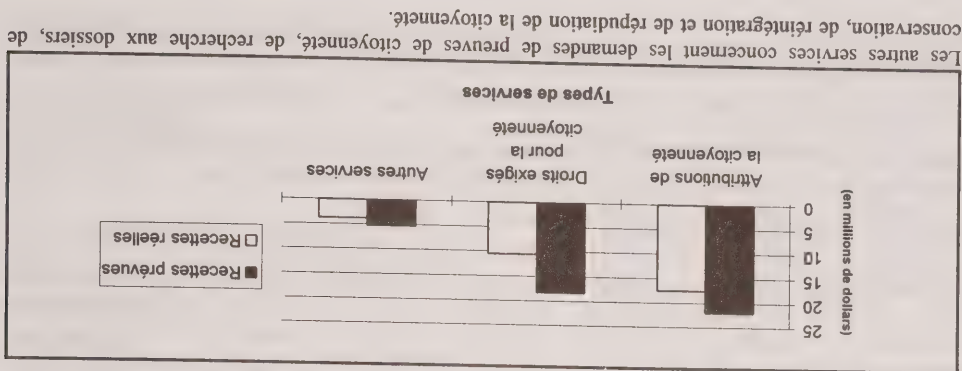 (en millions de dollars)
25
20
15
10
5
0
Attributions de
la citoyenneté
Droits exigés
pour la
citoyenneté
Autres services
Types de services
■ Recettes prévues
□ Recettes réelles
Les autres services concernent les demandes de preuves de citoyenneté, de recherche aux dossiers, de
conservation, de réintégration et de répudiation de la citoyenneté.